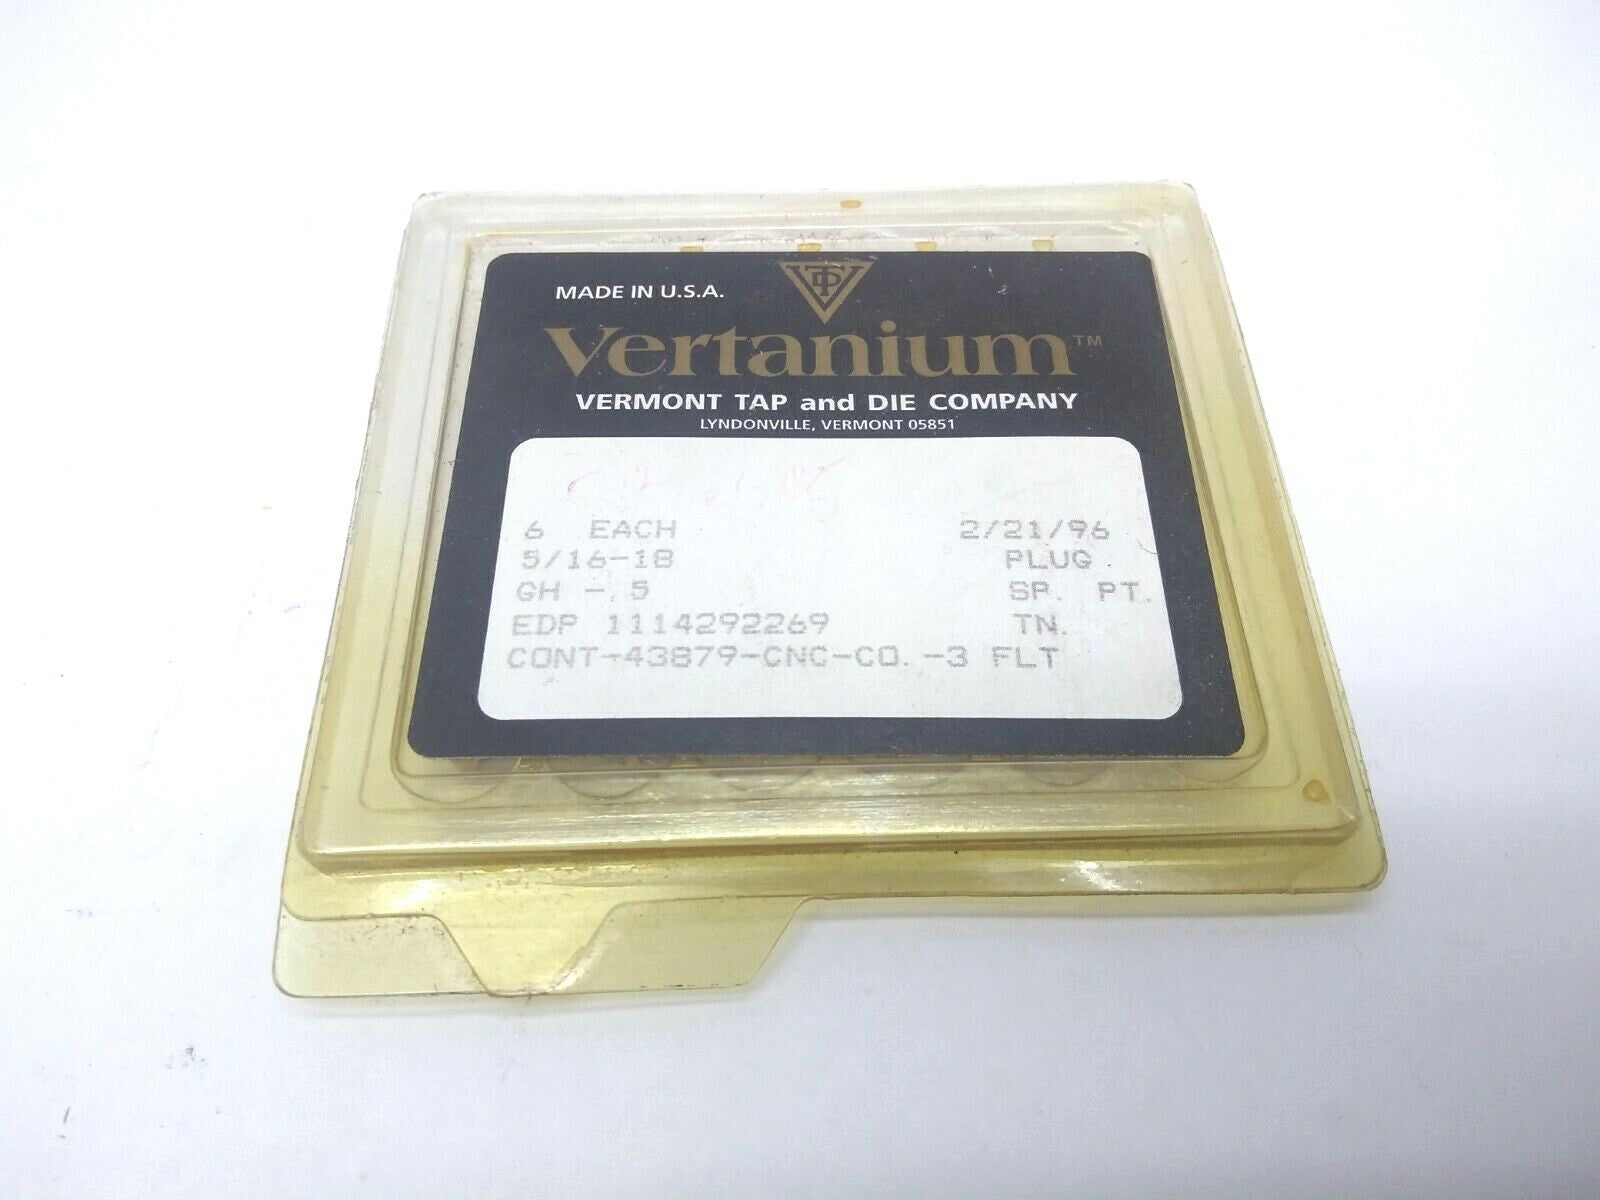 MADE IN U.S.A.
Vertanium™
VERMONT TAP and DIE COMPANY
LYNDONVILLE, VERMONT 05851
6 EACH 2/21/96
5/16-18 PLUG
GH - 5 SP. PT.
EDP 1114292269 TN.
CONT-43879-CNC-CO.-3 FLT